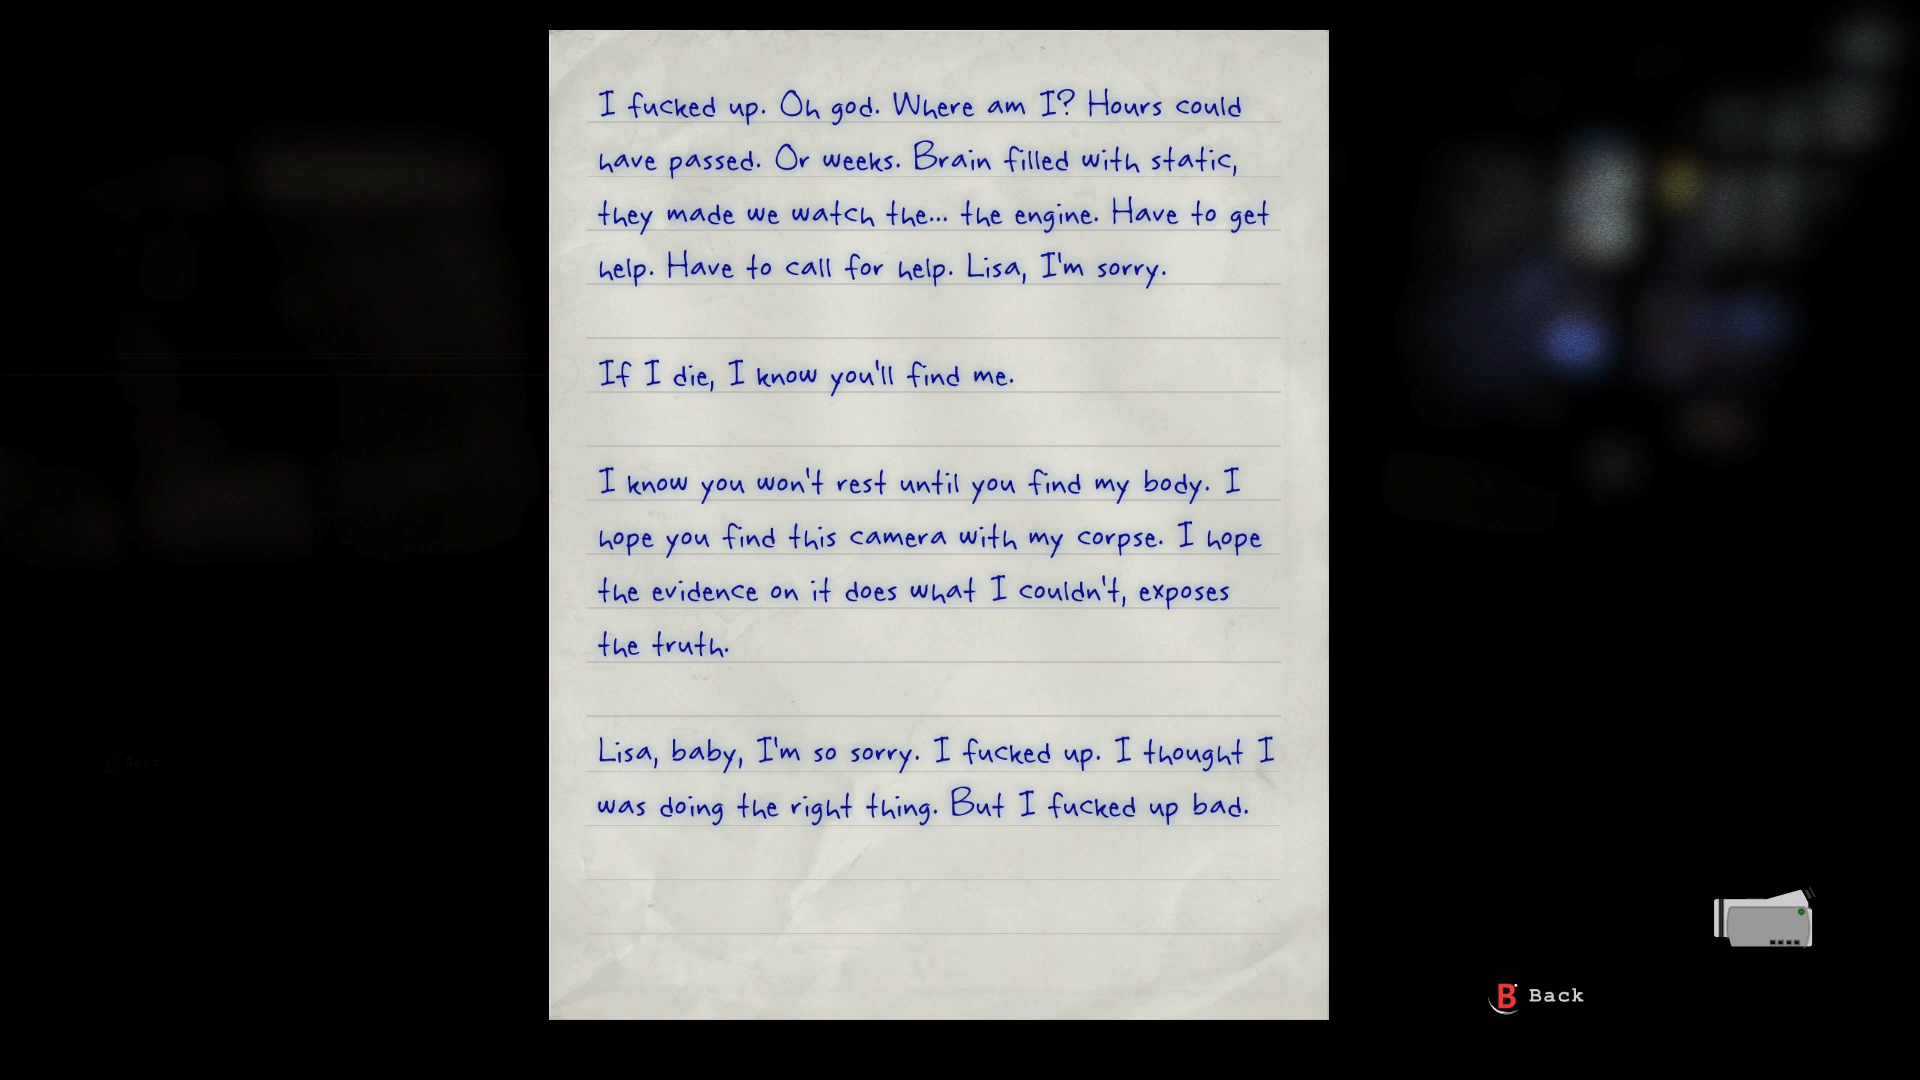 I fucked up. Oh god. Where am I? Hours could
have passed. Or weeks. Brain filled with static,
they made we watch the... the engine. Have to get
help. Have to call for help. Lisa, I'm sorry.
If I die, I know you'll find me.
I know you won't rest until you find my body. I
hope you find this camera with my corpse. I hope
the evidence on it does what I couldn't, exposes
the truth.
Lisa, baby, I'm so sorry. I fucked up. I thought I
was doing the right thing. But I fucked up bad.
B Back